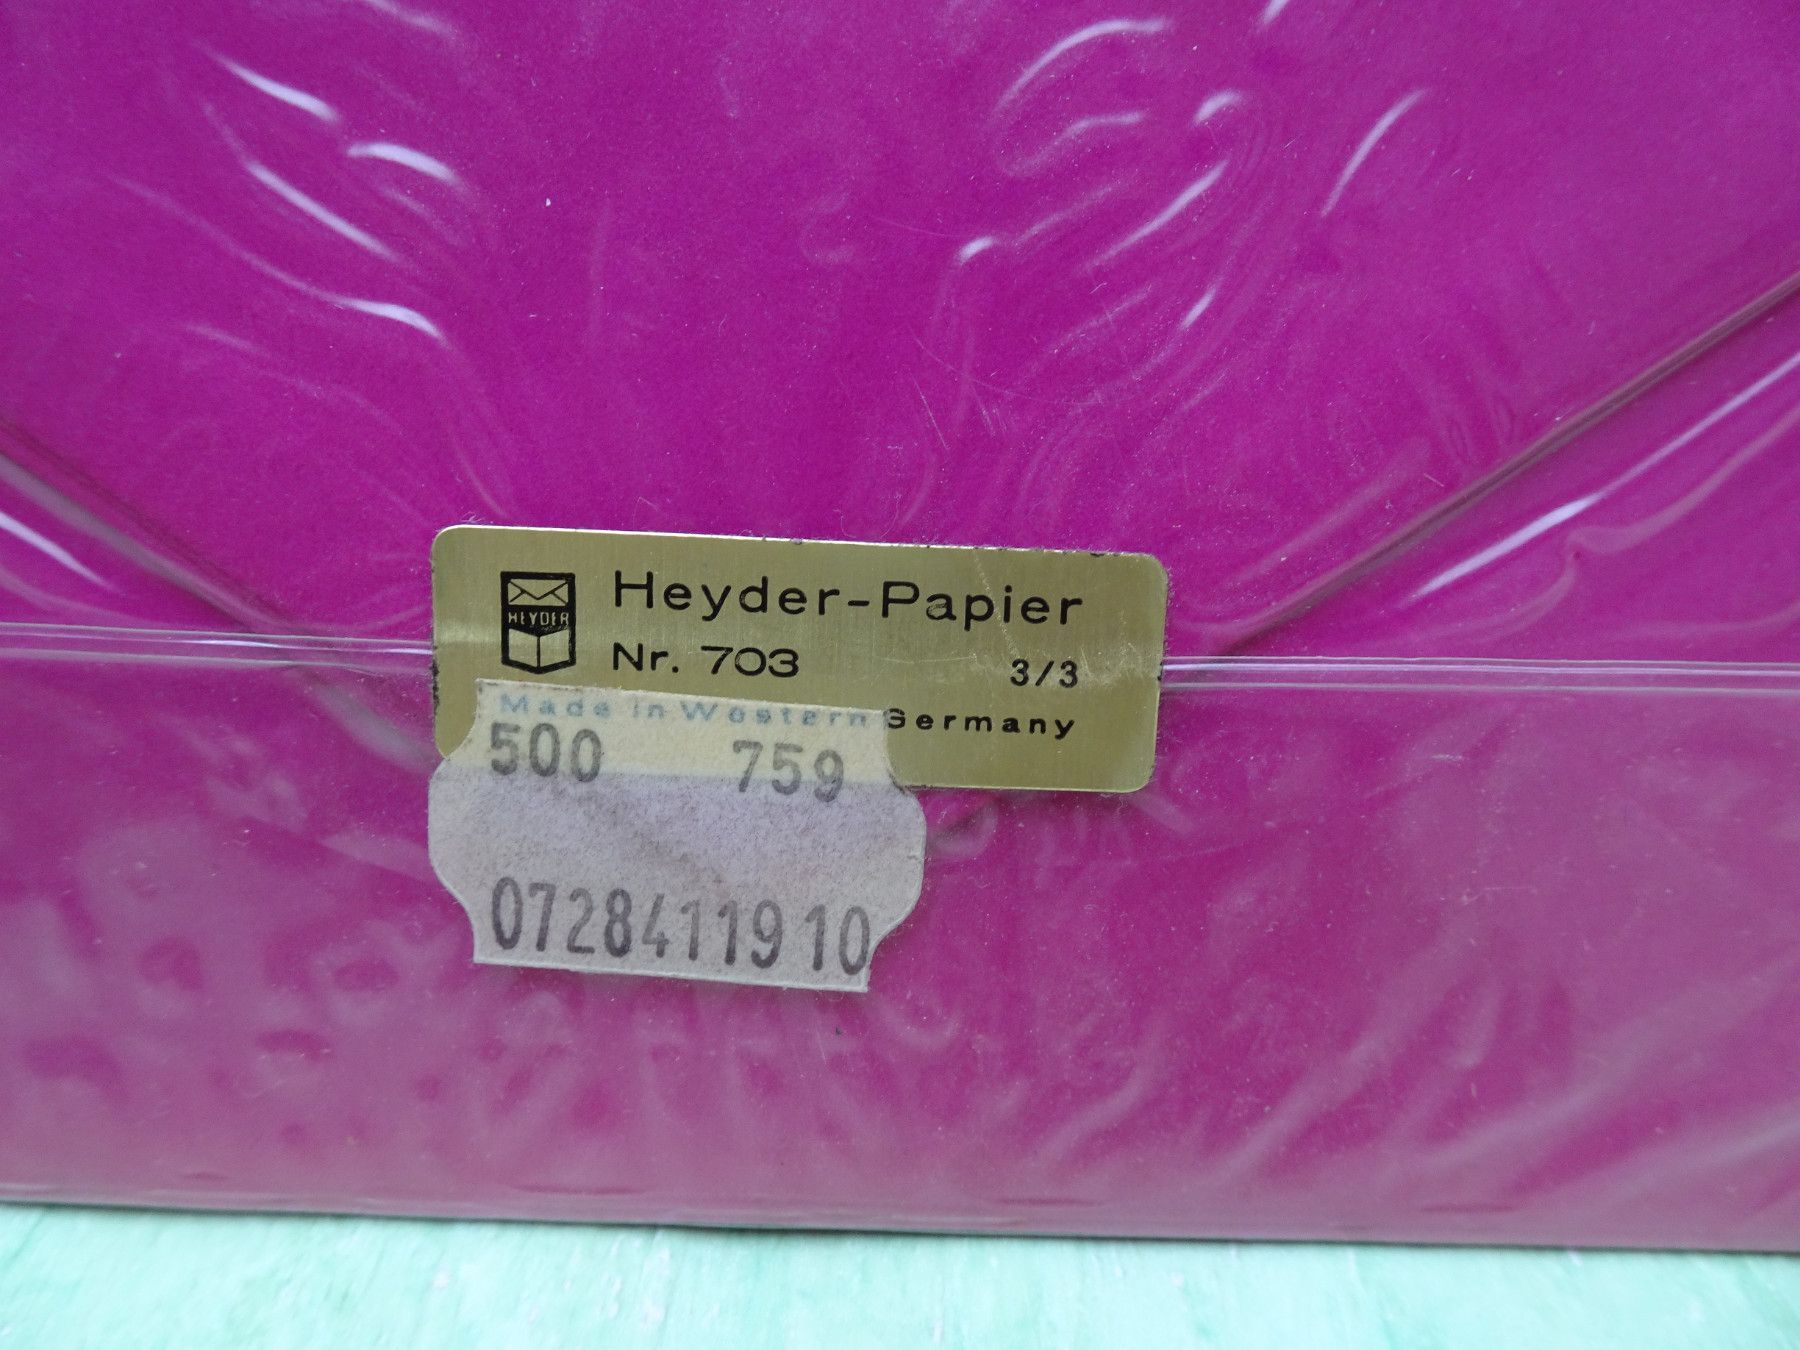 HEYDER
Heyder-Papier
Nr. 703 3/3
Made in Western Germany
500 759
0728411910